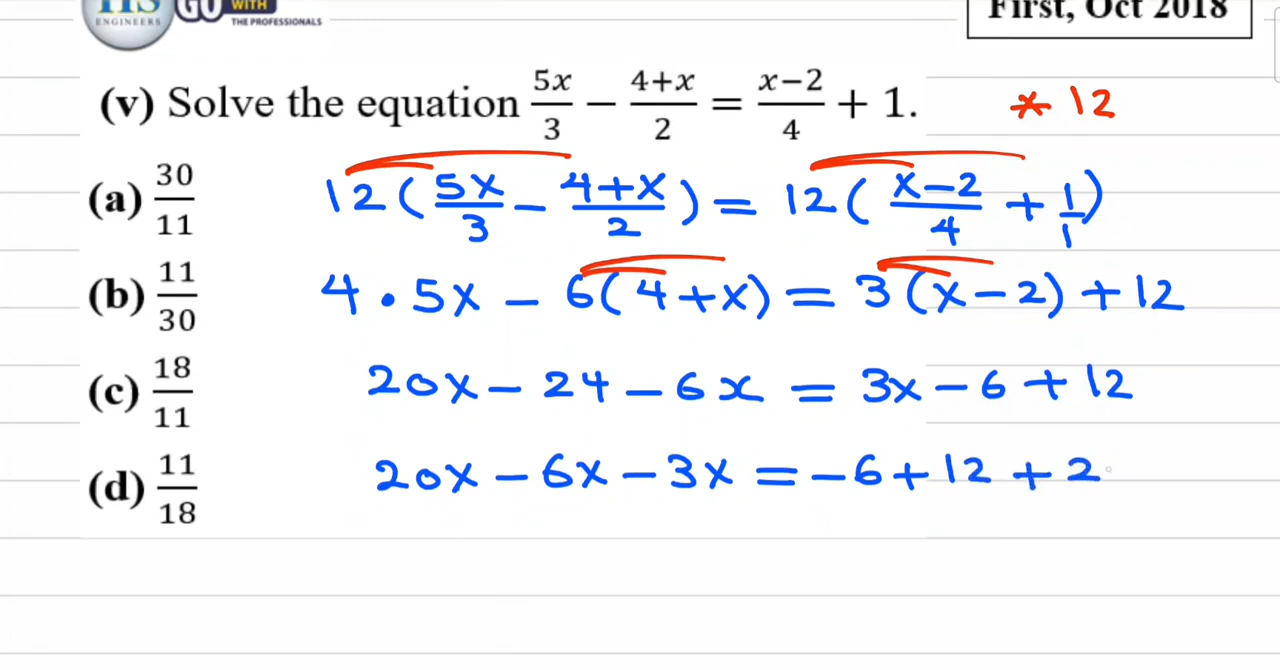 ENGINEERS
GO WITH
THE PROFESSIONALS
First, Oct 2018
(v) Solve the equation 5x/3 − 4+x/2 = x−2/4 + 1.
* 12
(a) 30/11
12(5x/3 − 4+x/2) = 12(x−2/4 + 1/1)
(b) 11/30
4 • 5x − 6(4+x) = 3(x−2)+12
(c) 18/11
20x − 24 − 6x = 3x − 6 + 12
(d) 11/18
20x − 6x − 3x = −6+12 + 2